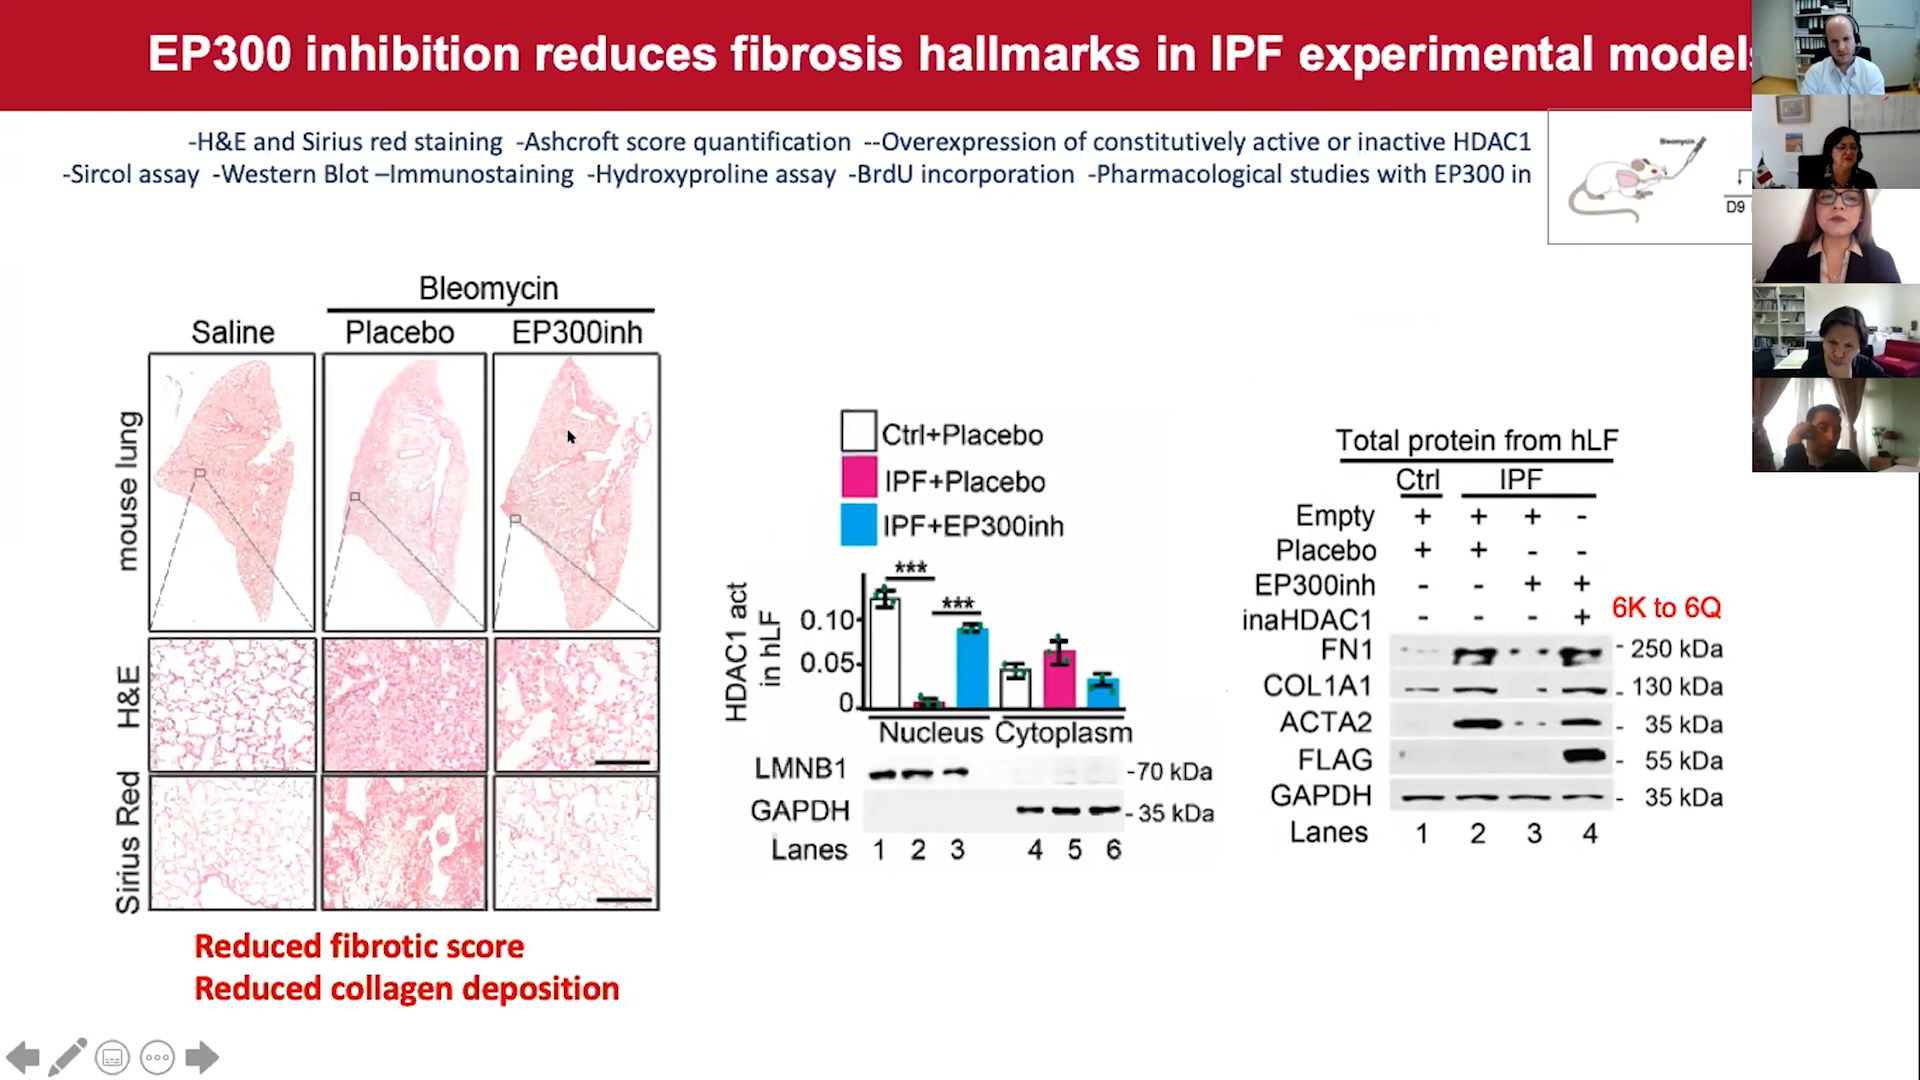 EP300 inhibition reduces fibrosis hallmarks in IPF experimental models
-H&E and Sirius red staining -Ashcroft score quantification --Overexpression of constitutively active or inactive HDAC1
-Sircol assay -Western Blot –Immunostaining -Hydroxyproline assay -BrdU incorporation -Pharmacological studies with EP300 in
Bleomycin
D9
Bleomycin
Saline Placebo EP300inh
mouse lung
H&E
Sirius Red
Reduced fibrotic score
Reduced collagen deposition
Ctrl+Placebo
IPF+Placebo
IPF+EP300inh
HDAC1 act
in hLF
*** ***
0.10
0.05
0
Nucleus Cytoplasm
LMNB1 -70 kDa
GAPDH - 35 kDa
Lanes 1 2 3 4 5 6
Total protein from hLF
Ctrl IPF
Empty + + + -
Placebo + + - -
EP300inh - - + +
inaHDAC1 - - - +
6K to 6Q
FN1 - 250 kDa
COL1A1 - 130 kDa
ACTA2 - 35 kDa
FLAG - 55 kDa
GAPDH - 35 kDa
Lanes 1 2 3 4